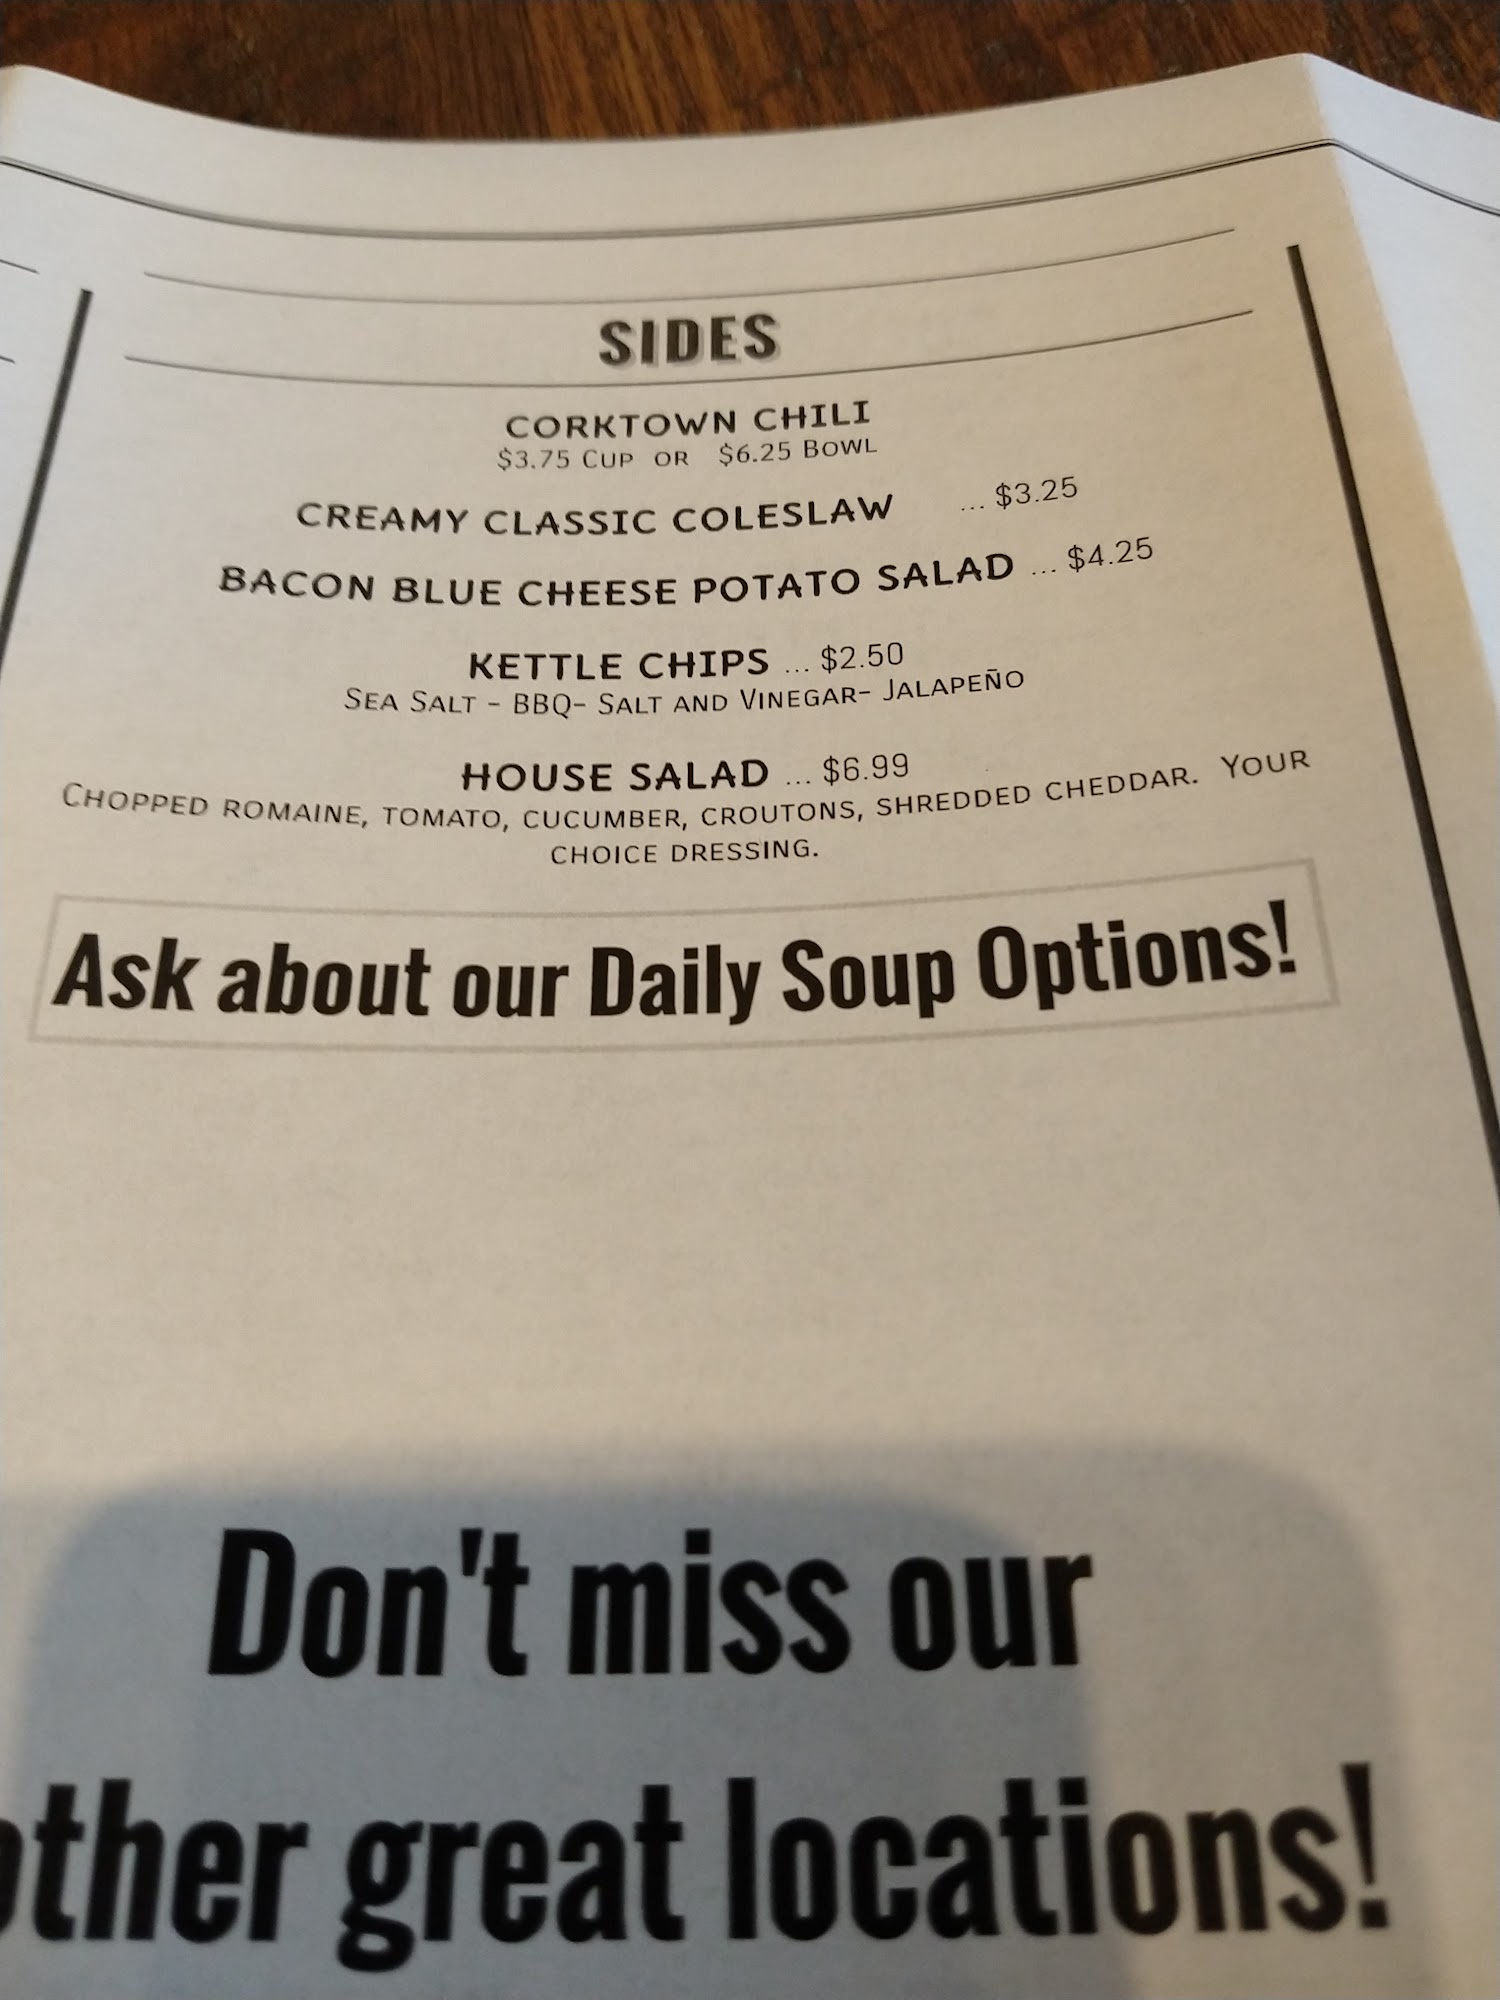 SIDES
CORKTOWN CHILI
$3.75 CUP OR $6.25 BOWL
CREAMY CLASSIC COLESLAW ... $3.25
BACON BLUE CHEESE POTATO SALAD ... $4.25
KETTLE CHIPS ... $2.50
SEA SALT - BBQ- SALT AND VINEGAR- JALAPEÑO
HOUSE SALAD ... $6.99
CHOPPED ROMAINE, TOMATO, CUCUMBER, CROUTONS, SHREDDED CHEDDAR. YOUR
CHOICE DRESSING.
Ask about our Daily Soup Options!
Don't miss our
other great locations!